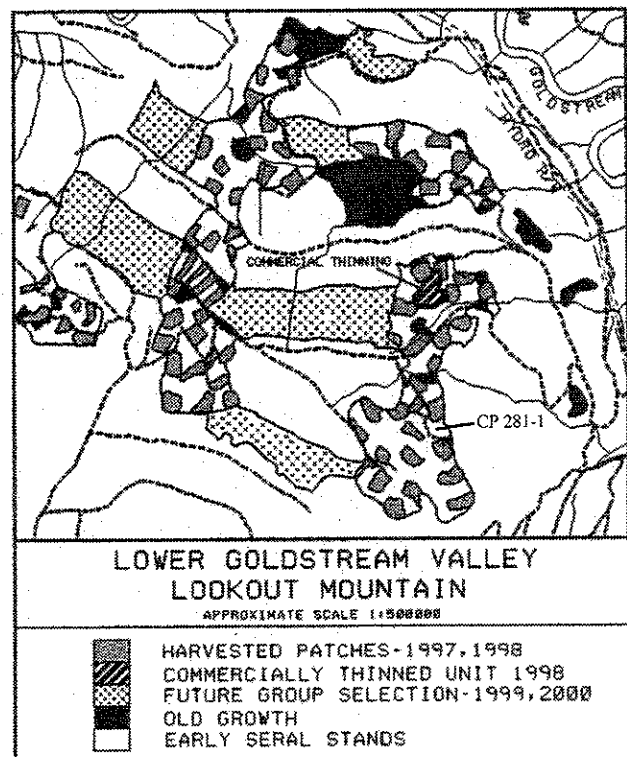 GOLDSTREAM
HYDRO R/W
COMMERCIAL THINNING
CP 281-1
LOWER GOLDSTREAM VALLEY
LOOKOUT MOUNTAIN
APPROXIMATE SCALE 1:500000
HARVESTED PATCHES-1997,1998
COMMERCIALLY THINNED UNIT 1998
FUTURE GROUP SELECTION-1999,2000
OLD GROWTH
EARLY SERAL STANDS